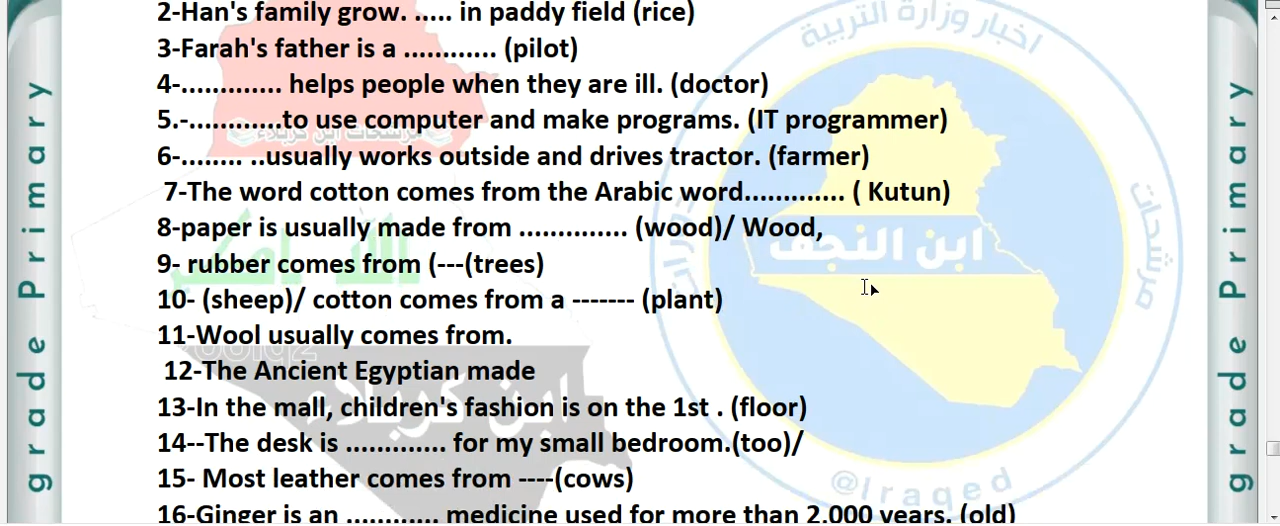 2-Han's family grow. ..... in paddy field (rice)
3-Farah's father is a ............ (pilot)
4-............. helps people when they are ill. (doctor)
5.-............to use computer and make programs. (IT programmer)
6-........ ..usually works outside and drives tractor. (farmer)
7-The word cotton comes from the Arabic word............. ( Kutun)
8-paper is usually made from .............. (wood)/ Wood,
9- rubber comes from (---(trees)
10- (sheep)/ cotton comes from a ------- (plant)
11-Wool usually comes from.
12-The Ancient Egyptian made
13-In the mall, children's fashion is on the 1st . (floor)
14--The desk is ............. for my small bedroom.(too)/
15- Most leather comes from ----(cows)
16-Ginger is an ............ medicine used for more than 2,000 years. (old)
grade Primary
grade Primary
اخبار وزارة التربية
ابن النجف
مرشحات
@Iraqed
ابن كربلاء